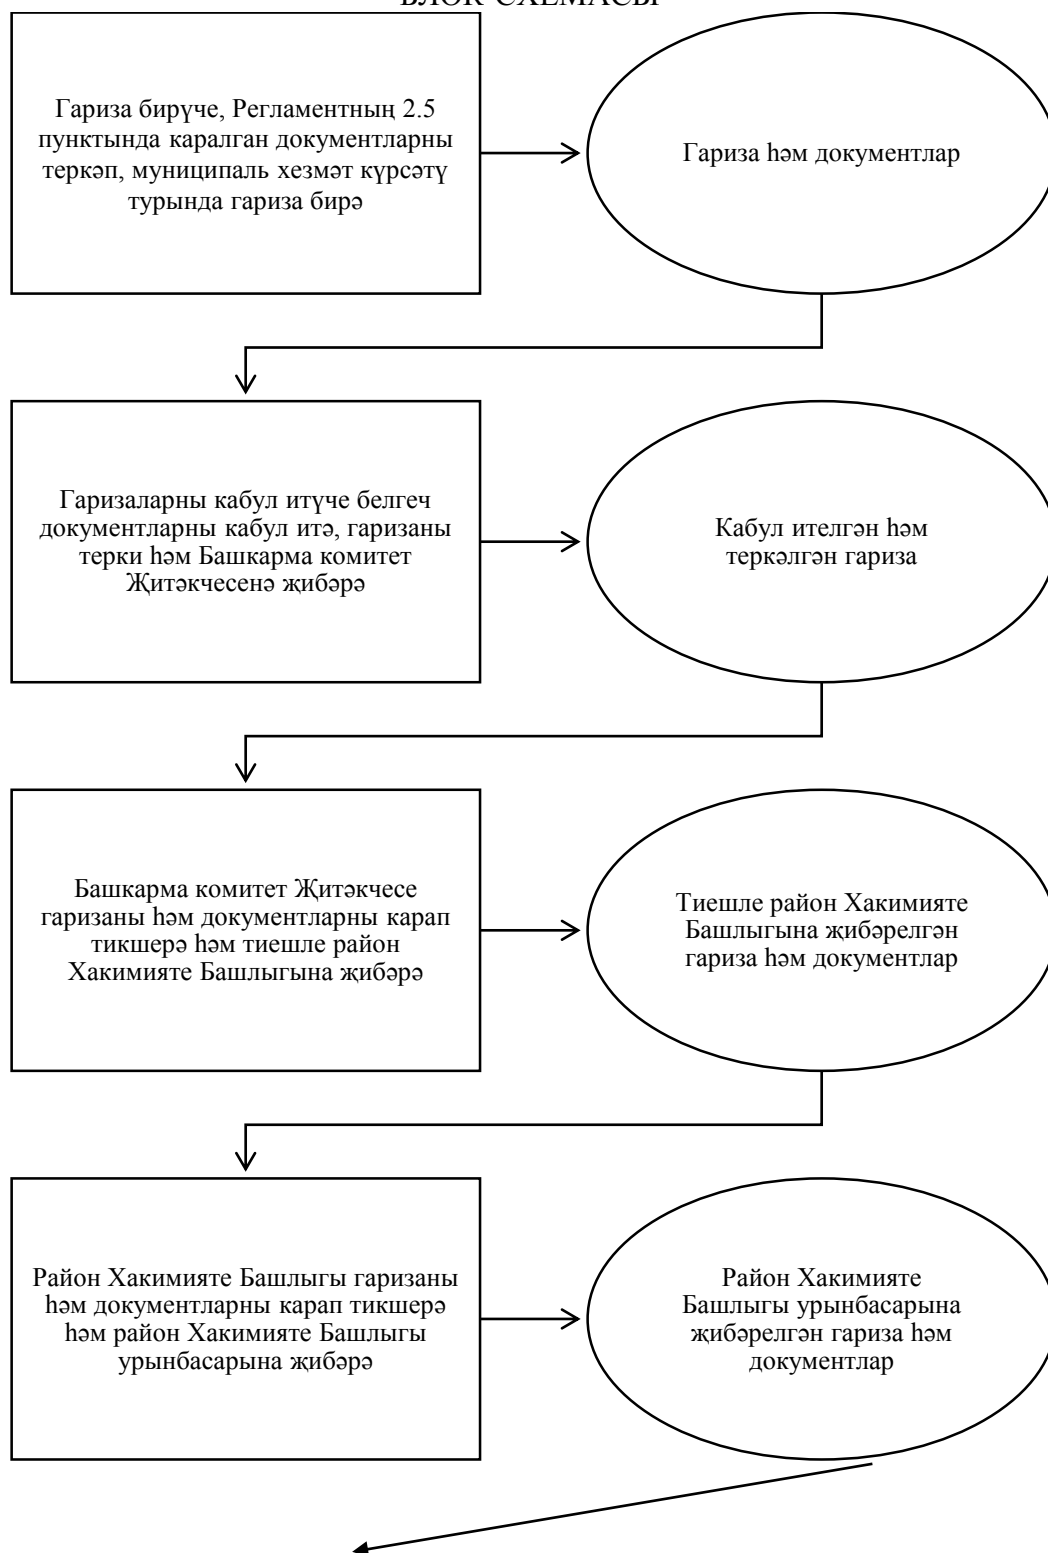 БЛОК-СХЕМАСЫ
Гариза бирүче, Регламентның 2.5
пунктында каралган документларны
теркәп, муниципаль хезмәт күрсәтү
турында гариза бирә
Гариза һәм документлар
Гаризаларны кабул итүче белгеч
документларны кабул итә, гаризаны
терки һәм Башкарма комитет
Җитәкчесенә җибәрә
Кабул ителгән һәм
теркәлгән гариза
Башкарма комитет Җитәкчесе
гаризаны һәм документларны карап
тикшерә һәм тиешле район
Хакимияте Башлыгына җибәрә
Тиешле район Хакимияте
Башлыгына җибәрелгән
гариза һәм документлар
Район Хакимияте Башлыгы гаризаны
һәм документларны карап тикшерә
һәм район Хакимияте Башлыгы
урынбасарына җибәрә
Район Хакимияте
Башлыгы урынбасарына
җибәрелгән гариза һәм
документлар